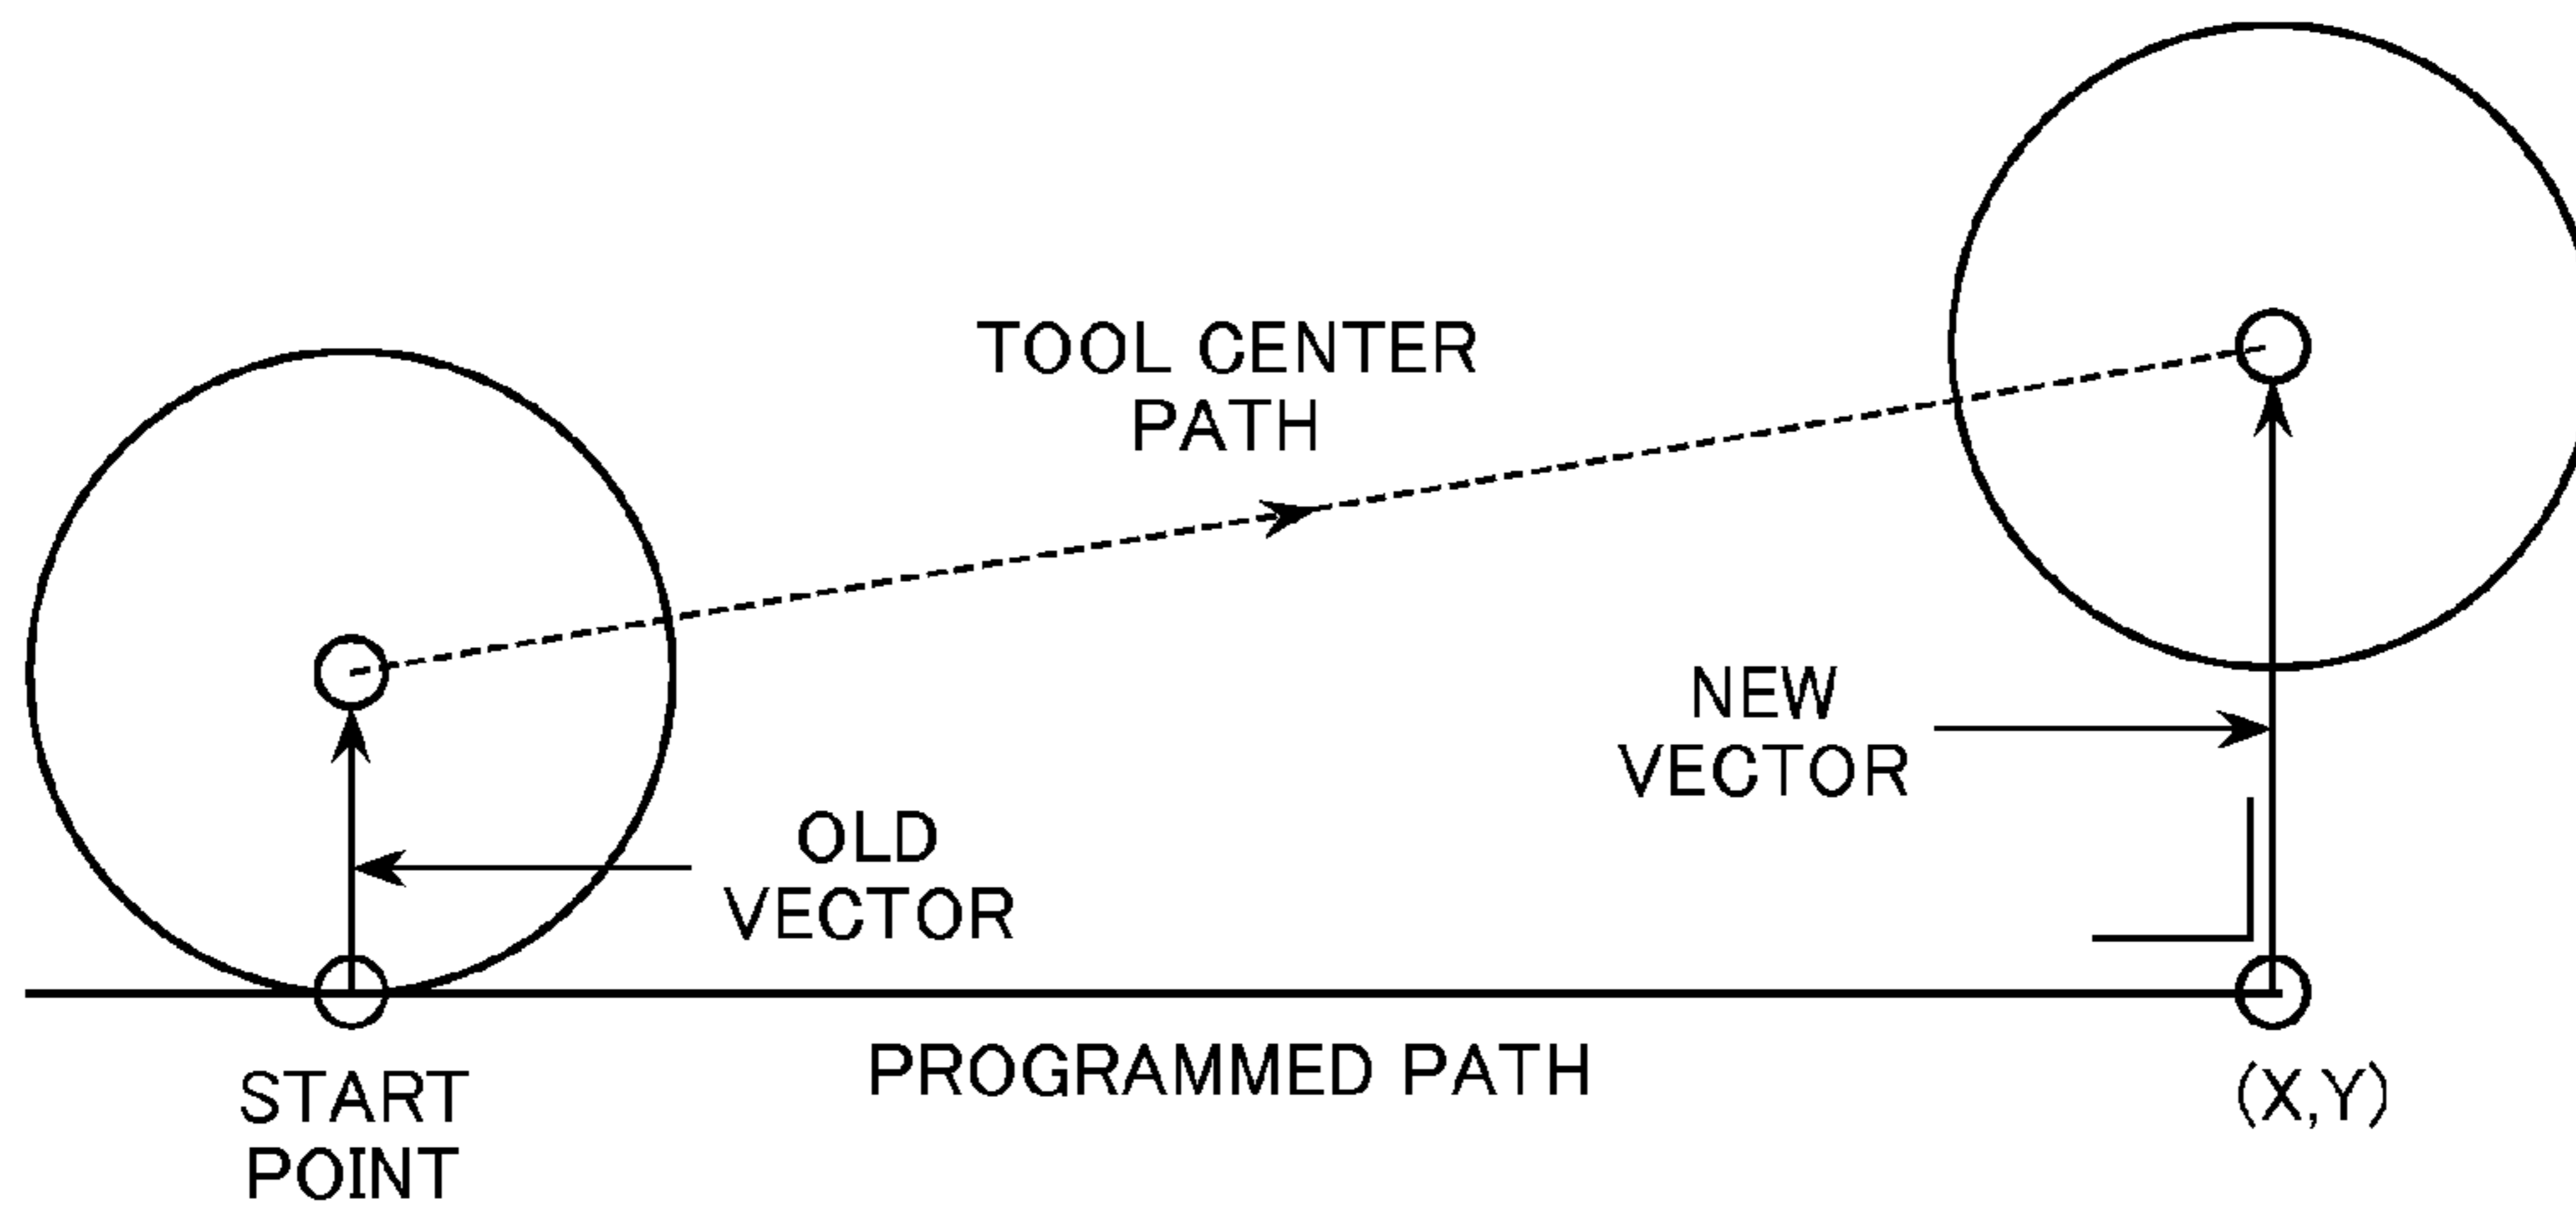 TOOL CENTER
PATH
NEW
VECTOR
OLD
VECTOR
PROGRAMMED PATH
START
POINT
(X,Y)